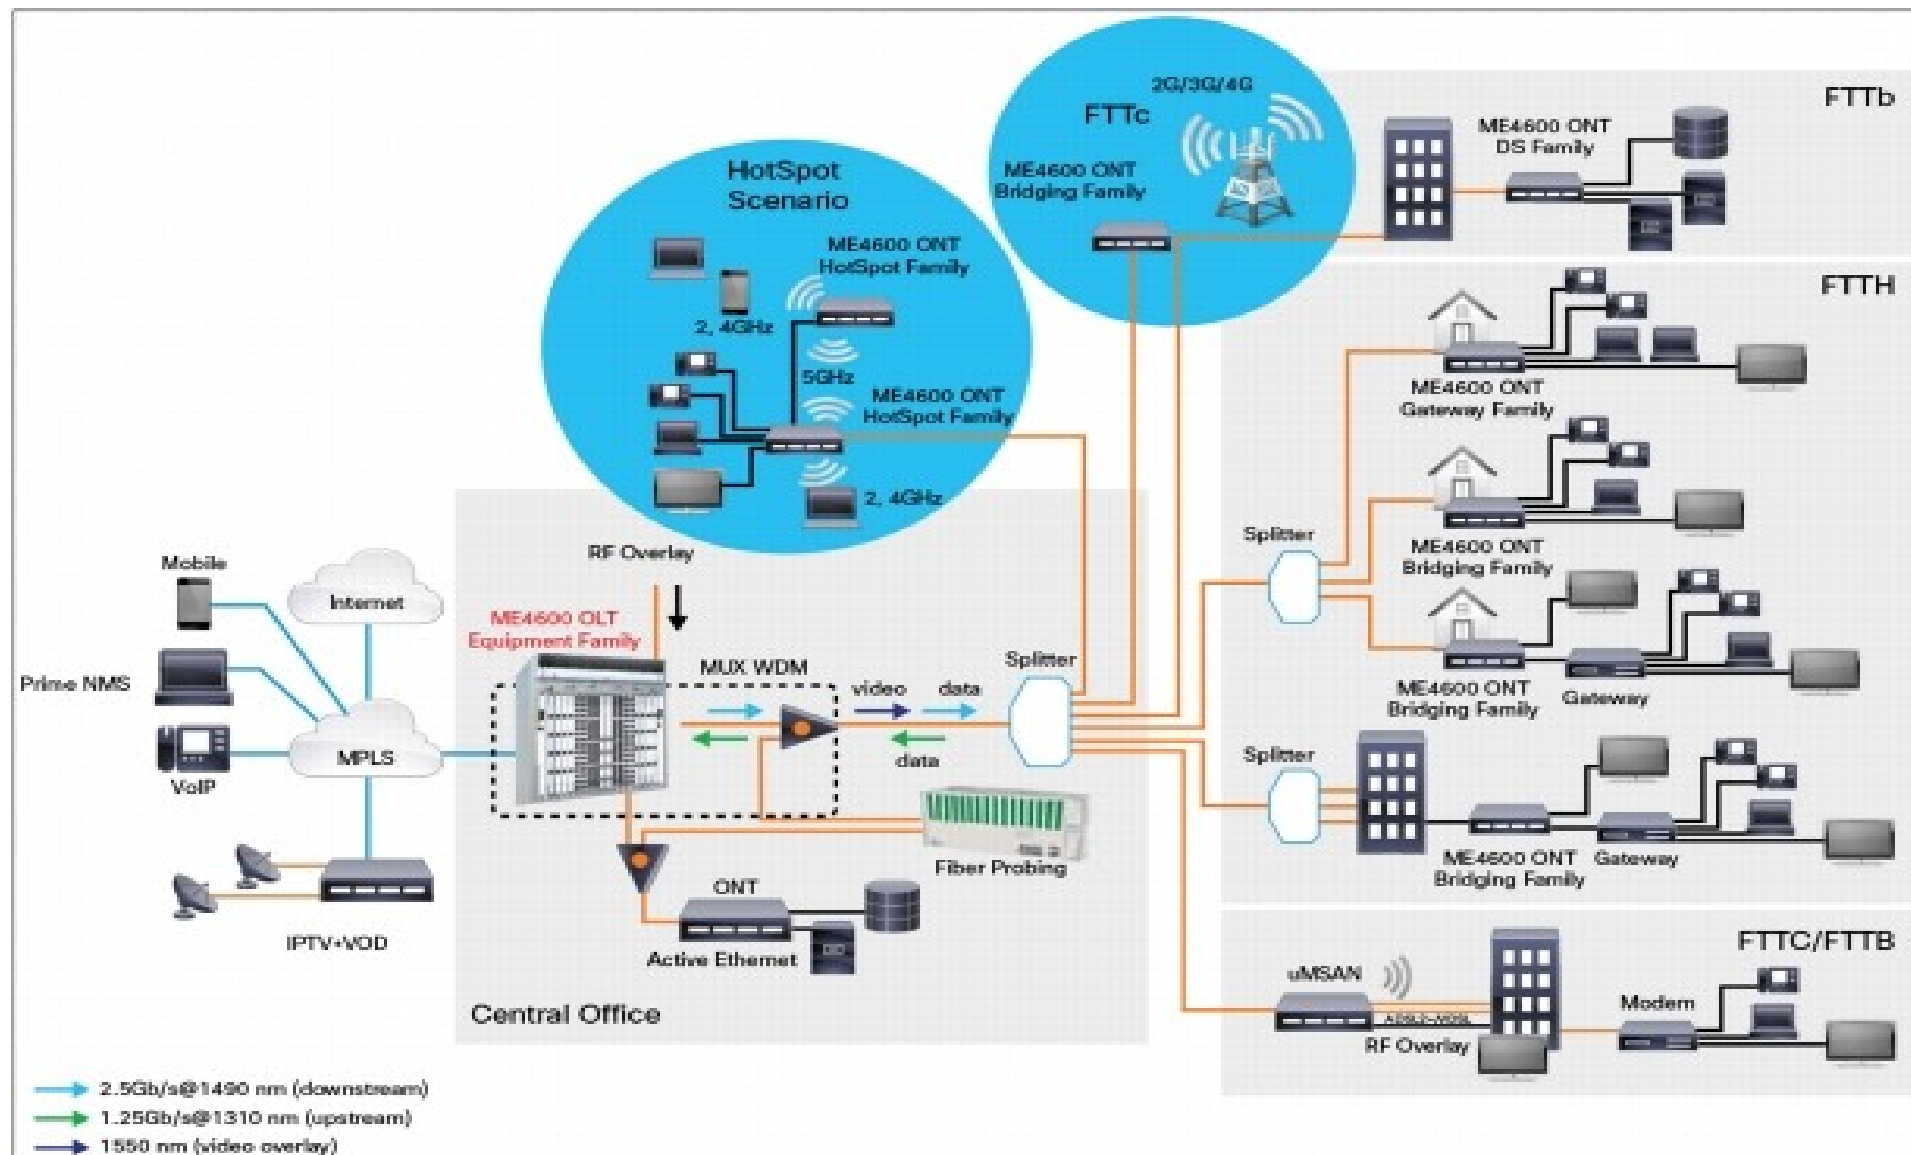 HotSpot
Scenario
ME4600 ONT
HotSpot Family
2, 4GHz
5GHz
ME4600 ONT
HotSpot Family
2, 4GHz
2G/3G/4G
FTTc
ME4600 ONT
Bridging Family
FTTb
ME4600 ONT
DS Family
FTTH
ME4600 ONT
Gateway Family
ME4600 ONT
Bridging Family
Splitter
ME4600 ONT
Bridging Family
Gateway
Splitter
ME4600 ONT
Bridging Family
Gateway
FTTC/FTTB
uMSAN
RF Overlay
Modem
Mobile
Internet
Prime NMS
MPLS
VoIP
IPTV+VOD
RF Overlay
ME4600 OLT
Equipment Family
MUX WDM
video
data
data
Splitter
Fiber Probing
ONT
Active Ethernet
Central Office
2.5Gb/s@1490 nm (downstream)
1.25Gb/s@1310 nm (upstream)
1550 nm (video overlay)